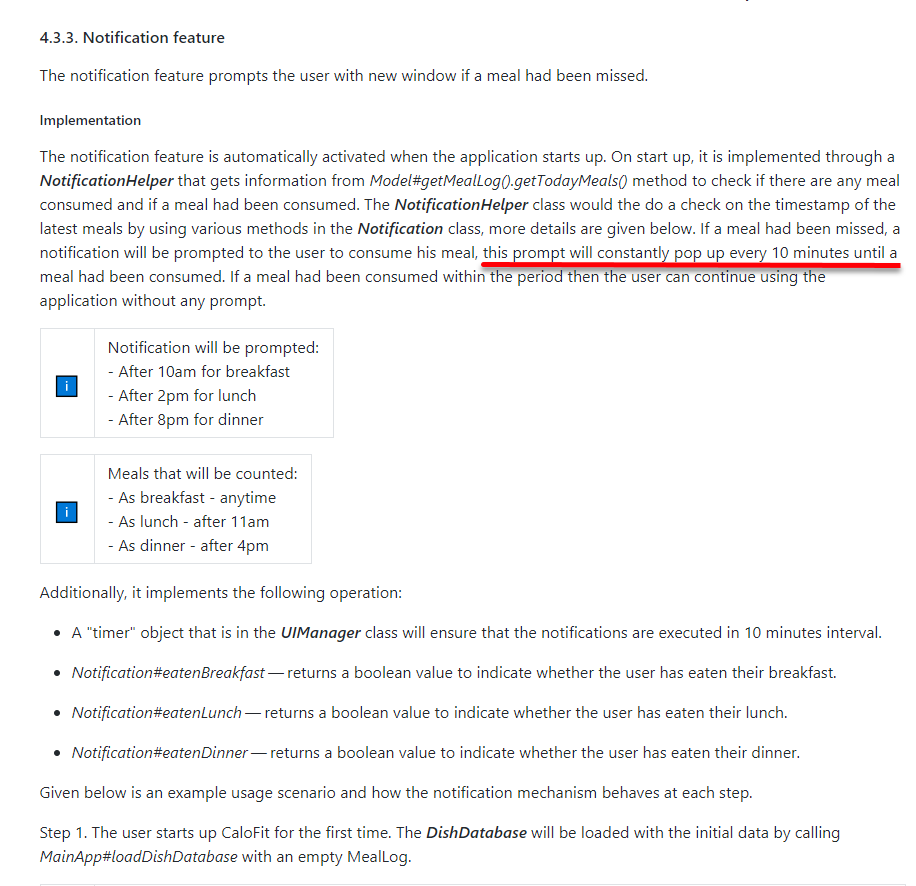 4.3.3. Notification feature
The notification feature prompts the user with new window if a meal had been missed.
Implementation
The notification feature is automatically activated when the application starts up. On start up, it is implemented through a
NotificationHelper that gets information from Model#getMealLog().getTodayMeals() method to check if there are any meal
consumed and if a meal had been consumed. The NotificationHelper class would the do a check on the timestamp of the
latest meals by using various methods in the Notification class, more details are given below. If a meal had been missed, a
notification will be prompted to the user to consume his meal, this prompt will constantly pop up every 10 minutes until a
meal had been consumed. If a meal had been consumed within the period then the user can continue using the
application without any prompt.
i
Notification will be prompted:
- After 10am for breakfast
- After 2pm for lunch
- After 8pm for dinner
i
Meals that will be counted:
- As breakfast - anytime
- As lunch - after 11am
- As dinner - after 4pm
Additionally, it implements the following operation:
• A "timer" object that is in the UIManager class will ensure that the notifications are executed in 10 minutes interval.
• Notification#eatenBreakfast — returns a boolean value to indicate whether the user has eaten their breakfast.
• Notification#eatenLunch — returns a boolean value to indicate whether the user has eaten their lunch.
• Notification#eatenDinner — returns a boolean value to indicate whether the user has eaten their dinner.
Given below is an example usage scenario and how the notification mechanism behaves at each step.
Step 1. The user starts up CaloFit for the first time. The DishDatabase will be loaded with the initial data by calling
MainApp#loadDishDatabase with an empty MealLog.